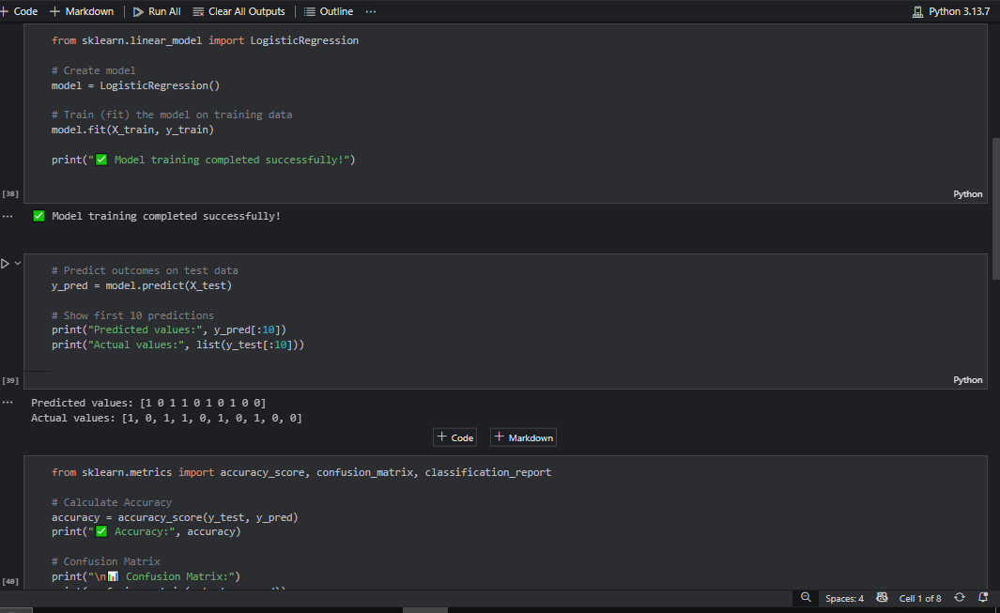 + Code + Markdown | Run All Clear All Outputs | Outline ... Python 3.13.7
from sklearn.linear_model import LogisticRegression
# Create model
model = LogisticRegression()
# Train (fit) the model on training data
model.fit(X_train, y_train)
print("✅ Model training completed successfully!")
[38] Python
... ✅ Model training completed successfully!
# Predict outcomes on test data
y_pred = model.predict(X_test)
# Show first 10 predictions
print("Predicted values:", y_pred[:10])
print("Actual values:", list(y_test[:10]))
[39] Python
... Predicted values: [1 0 1 1 0 1 0 1 0 0]
Actual values: [1, 0, 1, 1, 0, 1, 0, 1, 0, 0]
+ Code + Markdown
from sklearn.metrics import accuracy_score, confusion_matrix, classification_report
# Calculate Accuracy
accuracy = accuracy_score(y_test, y_pred)
print("✅ Accuracy:", accuracy)
# Confusion Matrix
print("\n📊 Confusion Matrix:")
[40]
Spaces: 4 Cell 1 of 8